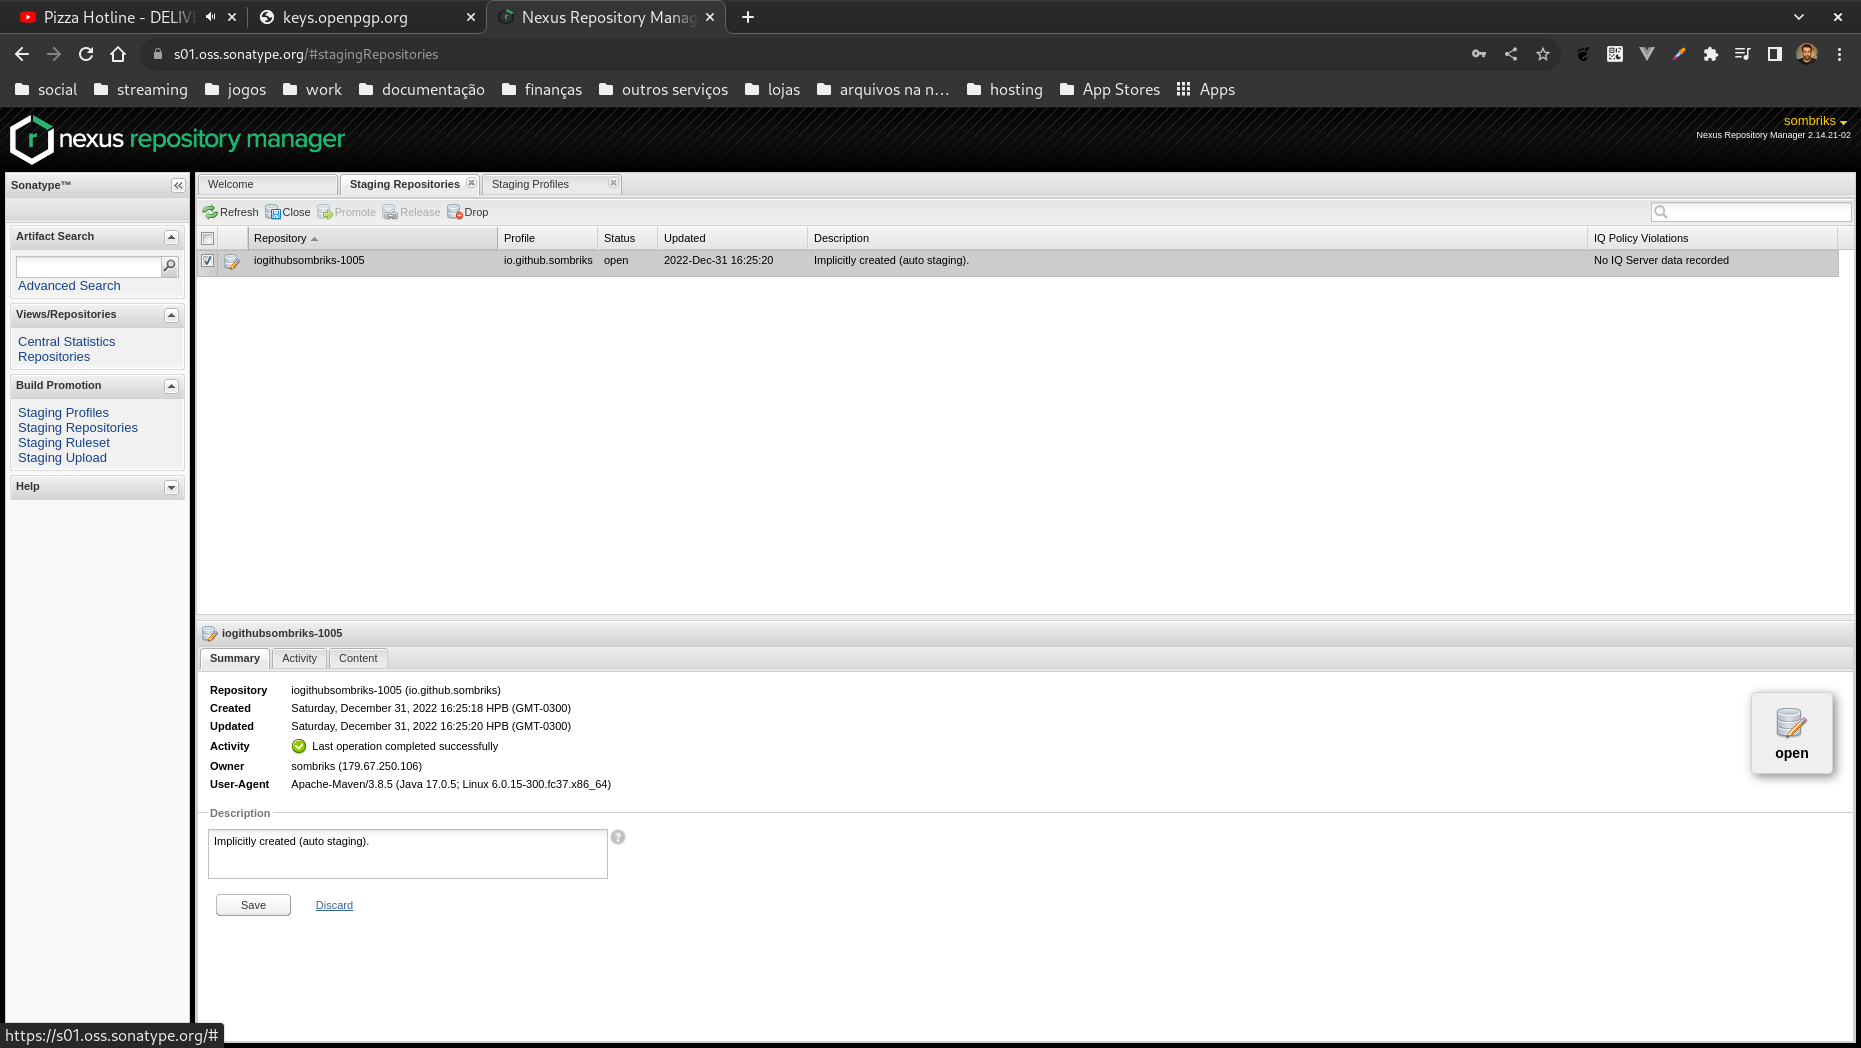 Pizza Hotline - DELIVE
keys.openpgp.org
Nexus Repository Manag
s01.oss.sonatype.org/#stagingRepositories
social
streaming
jogos
work
documentação
finanças
outros serviços
lojas
arquivos na n…
hosting
App Stores
Apps
nexus repository manager
sombriks
Nexus Repository Manager 2.14.21-02
Sonatype™
Artifact Search
Advanced Search
Views/Repositories
Central Statistics
Repositories
Build Promotion
Staging Profiles
Staging Repositories
Staging Ruleset
Staging Upload
Help
Welcome
Staging Repositories
Staging Profiles
Refresh Close Promote Release Drop
Repository Profile Status Updated Description IQ Policy Violations
iogithubsombriks-1005 io.github.sombriks open 2022-Dec-31 16:25:20 Implicitly created (auto staging). No IQ Server data recorded
iogithubsombriks-1005
Summary Activity Content
Repository iogithubsombriks-1005 (io.github.sombriks)
Created Saturday, December 31, 2022 16:25:18 HPB (GMT-0300)
Updated Saturday, December 31, 2022 16:25:20 HPB (GMT-0300)
Activity Last operation completed successfully
Owner sombriks (179.67.250.106)
User-Agent Apache-Maven/3.8.5 (Java 17.0.5; Linux 6.0.15-300.fc37.x86_64)
open
Description
Implicitly created (auto staging).
Save Discard
https://s01.oss.sonatype.org/#